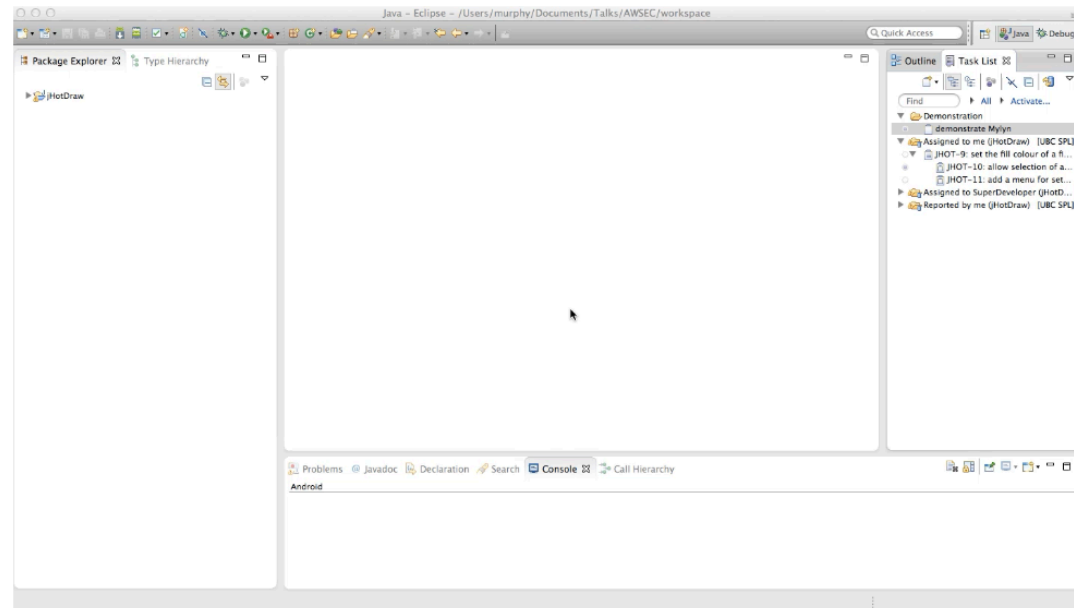 Java – Eclipse – /Users/murphy/Documents/Talks/AWSEC/workspace
Quick Access
Java
Debug
Package Explorer
Type Hierarchy
jHotDraw
Outline
Task List
Find
All
Activate...
Demonstration
demonstrate Mylyn
Assigned to me (jHotDraw) [UBC SPL]
JHOT-9: set the fill colour of a fi...
JHOT-10: allow selection of a...
JHOT-11: add a menu for set...
Assigned to SuperDeveloper (jHotD...
Reported by me (jHotDraw) [UBC SPL]
Problems
Javadoc
Declaration
Search
Console
Call Hierarchy
Android